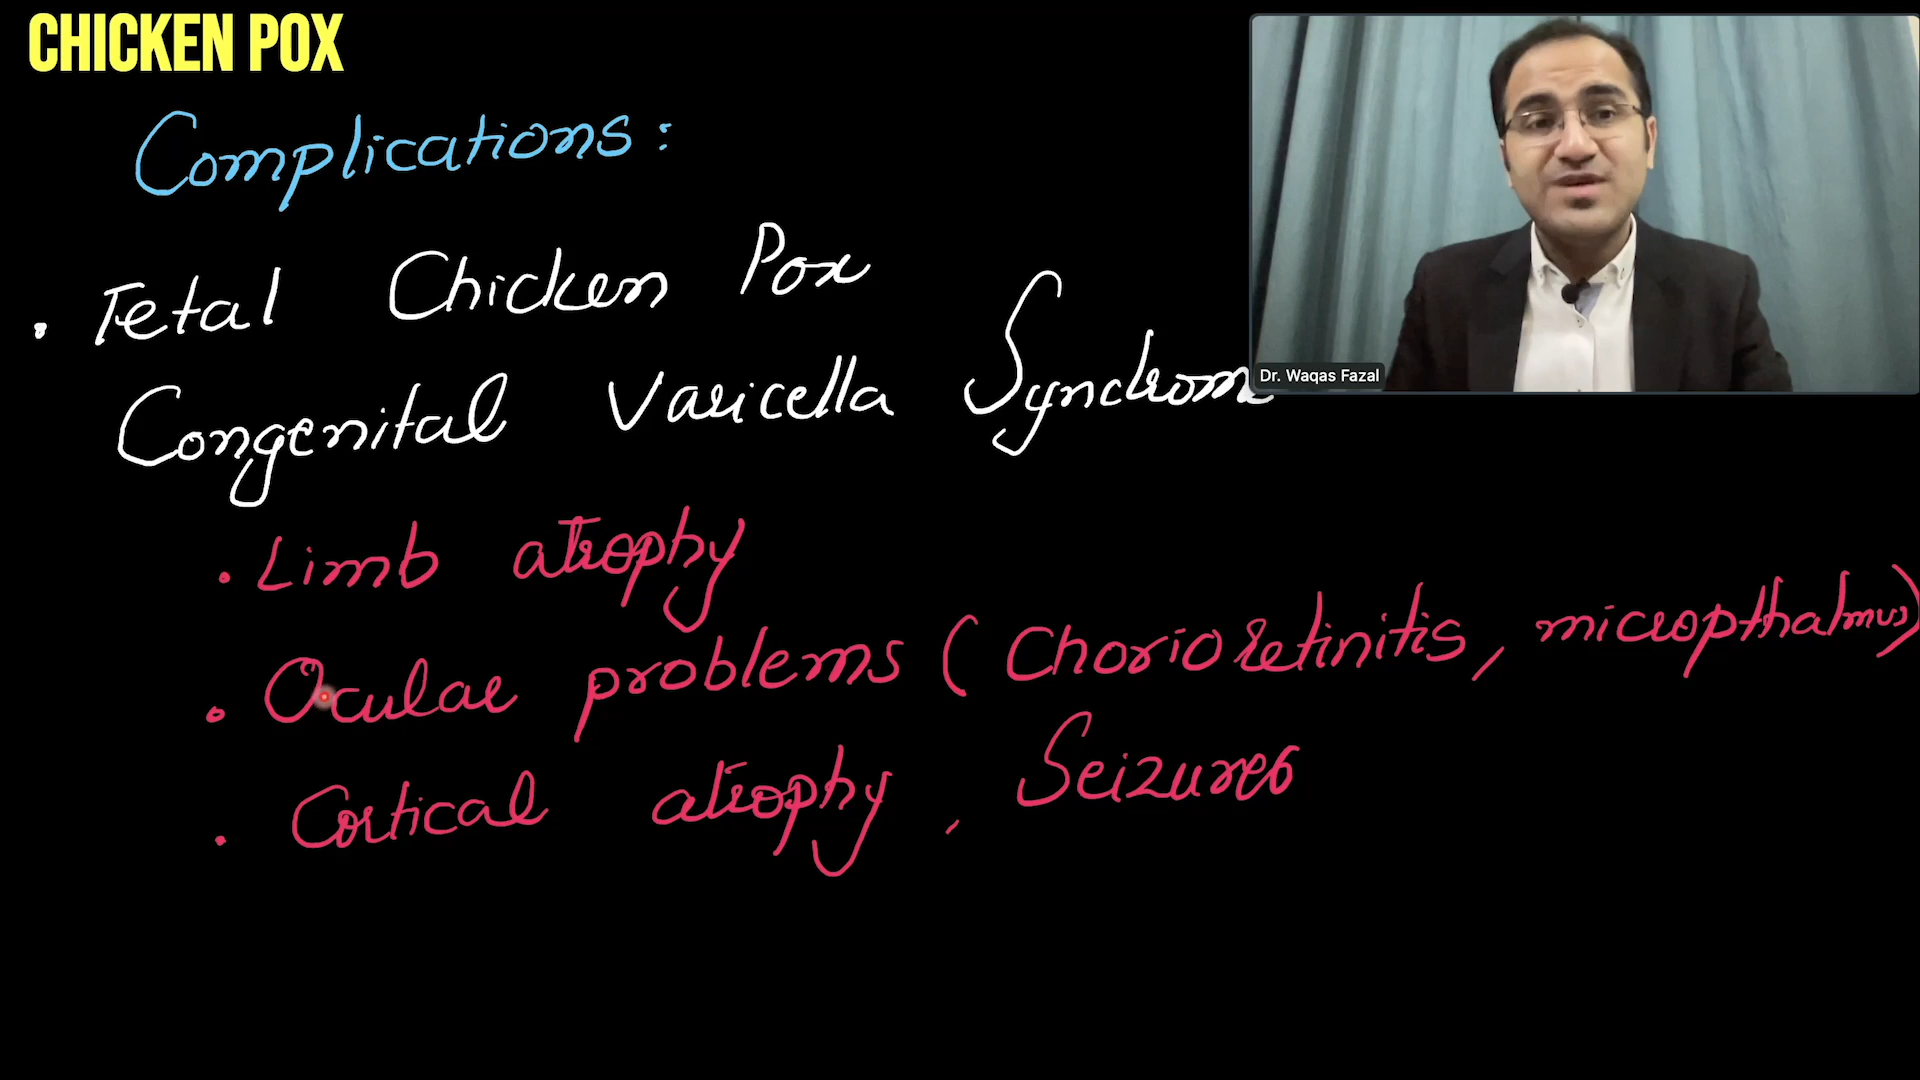 CHICKEN POX
Complications:
• Fetal Chicken Pox
Congenital Varicella Syndrome
• Limb atrophy
• Ocular problems (Chorioretinitis, micropthalmus)
• Cortical atrophy, Seizures
Dr. Waqas Fazal